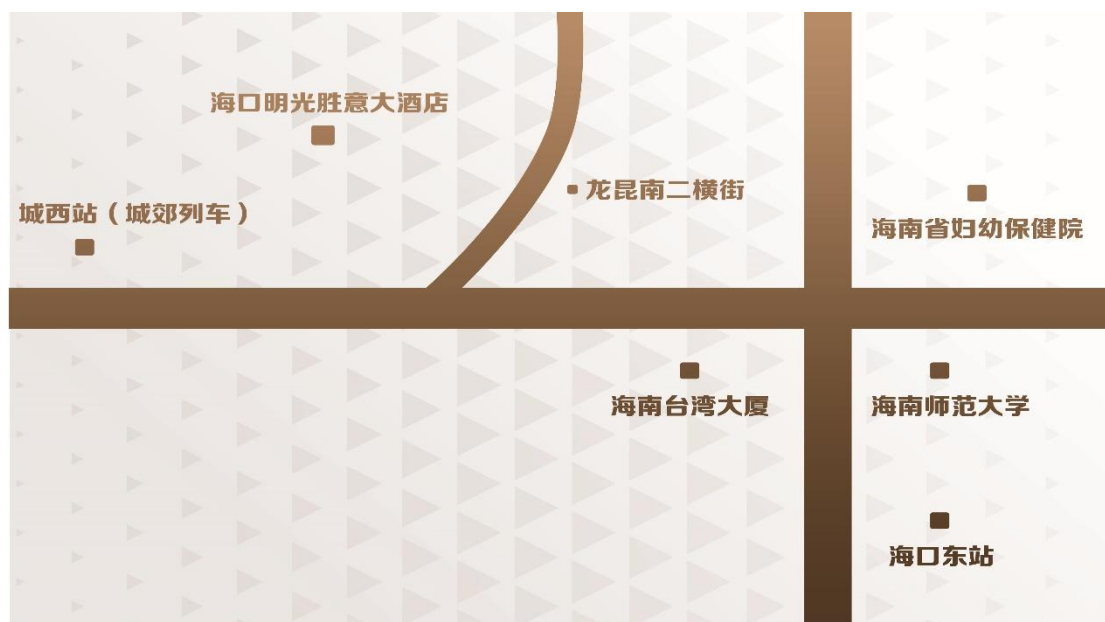 海口明光胜意大酒店
龙昆南二横街
城西站（城郊列车）
海南省妇幼保健院
海南台湾大厦
海南师范大学
海口东站